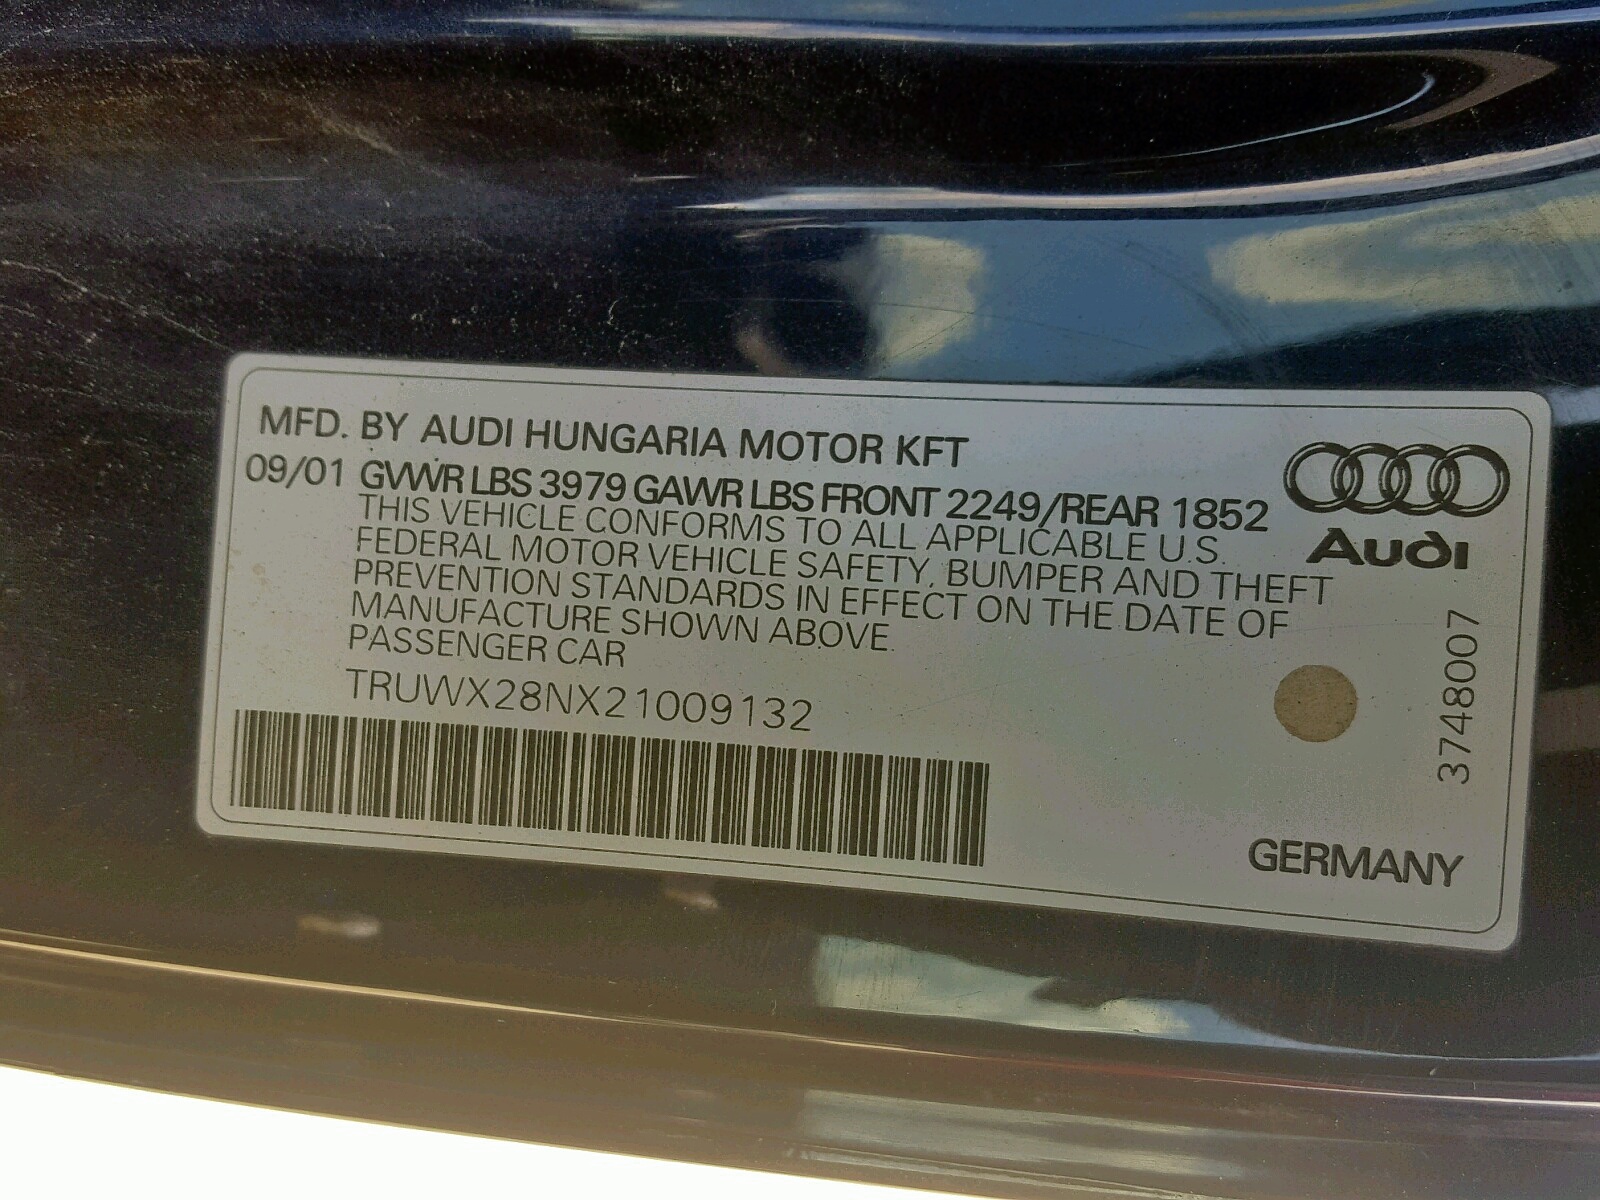 MFD. BY AUDI HUNGARIA MOTOR KFT
09/01 GVWR LBS 3979 GAWR LBS FRONT 2249/REAR 1852
THIS VEHICLE CONFORMS TO ALL APPLICABLE U.S.
FEDERAL MOTOR VEHICLE SAFETY, BUMPER AND THEFT
PREVENTION STANDARDS IN EFFECT ON THE DATE OF
MANUFACTURE SHOWN ABOVE.
PASSENGER CAR
TRUWX28NX21009132
Audi
3748007
GERMANY